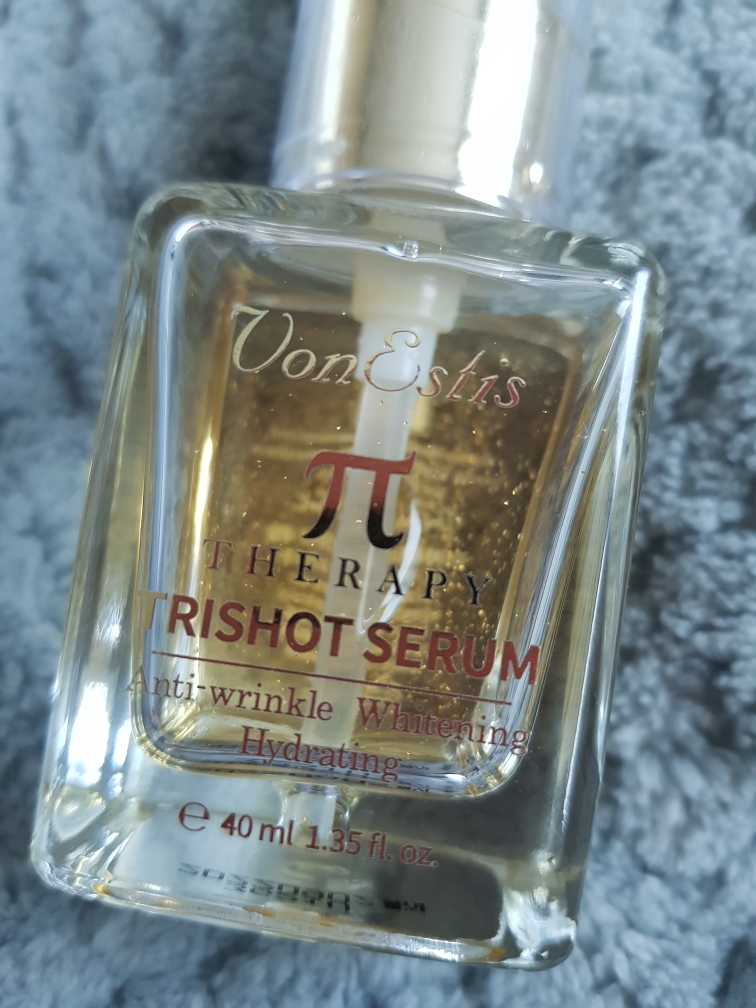 VonEstis
π
THERAPY
TRISHOT SERUM
Anti-wrinkle Whitening
Hydrating
℮ 40 ml 1.35 fl. oz.